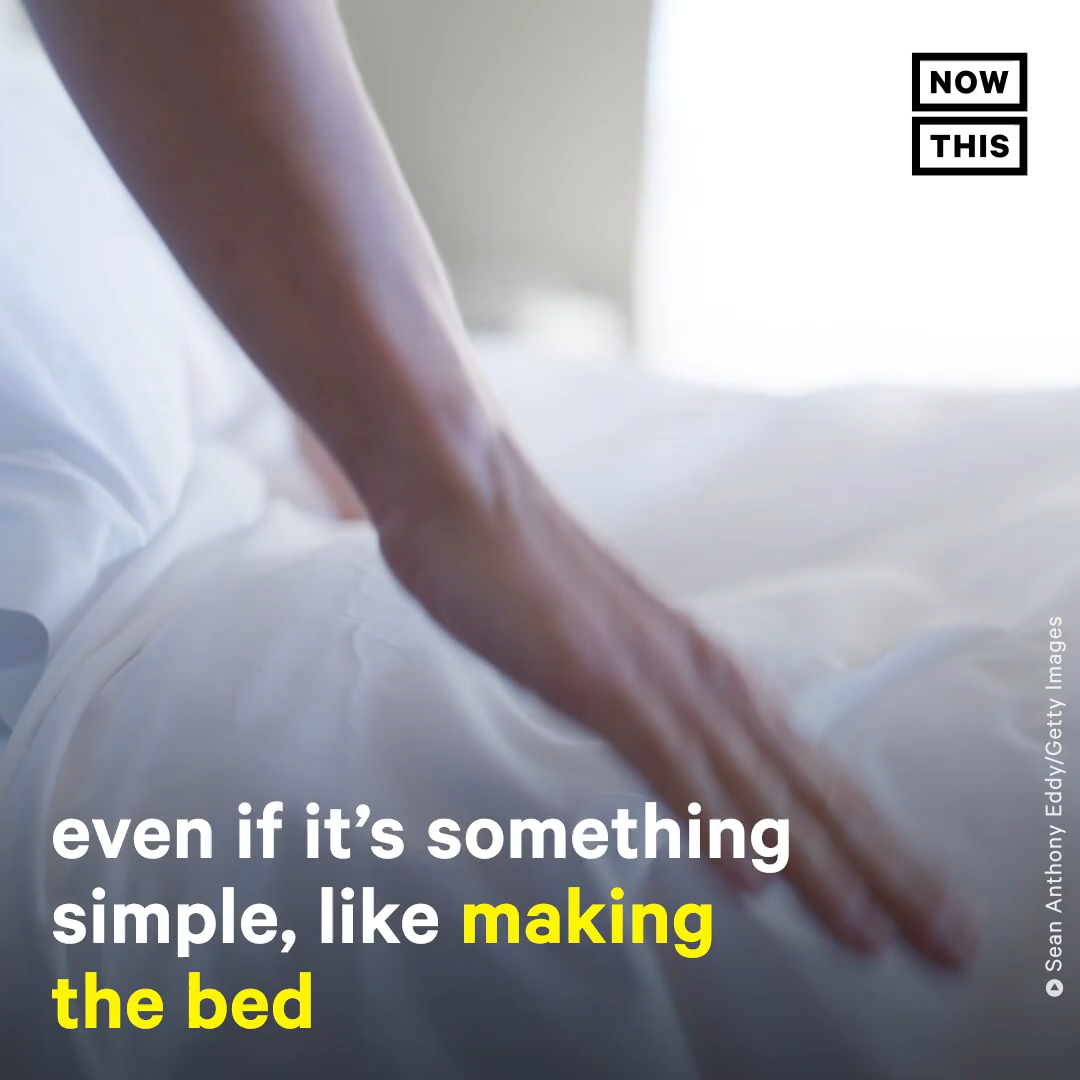 NOW
THIS
even if it’s something
simple, like making
the bed
Sean Anthony Eddy/Getty Images